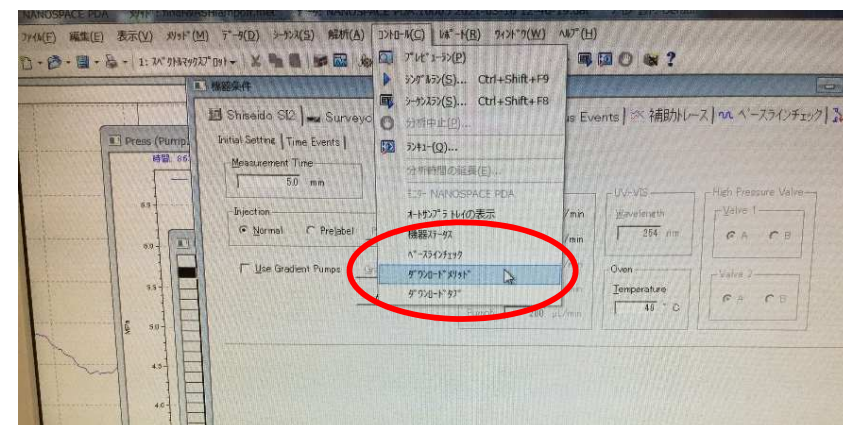 NANOSPACE PDA
ﾌｧｲﾙ(F) 編集(E) 表示(V) ﾒｿｯﾄﾞ(M) ﾃﾞｰﾀ(D) ｼｰｹﾝｽ(S) 解析(A) ｺﾝﾄﾛｰﾙ(C) ﾚﾎﾟｰﾄ(R) ｳｨﾝﾄﾞｳ(W) ﾍﾙﾌﾟ(H)
1: ｽﾍﾟｸﾄﾙﾏｯｸｽﾌﾟﾛｯﾄ
ﾌﾟﾚﾋﾞｭｰﾗﾝ(P)
ｼﾝｸﾞﾙﾗﾝ(S)... Ctrl+Shift+F9
ｼｰｹﾝｽﾗﾝ(S)... Ctrl+Shift+F8
分析中止(P)...
ﾗﾝｷｭｰ(Q)...
分析時間の延長(E)...
ﾓﾆﾀｰ NANOSPACE PDA
ｵｰﾄｻﾝﾌﾟﾗ ﾄﾚｲの表示
機器ｽﾃｰﾀｽ
ﾍﾞｰｽﾗｲﾝﾁｪｯｸ
ﾀﾞｳﾝﾛｰﾄﾞ ﾒｿｯﾄﾞ
ﾀﾞｳﾝﾛｰﾄﾞ ﾀﾌﾞ
機器条件
Shiseido SI2 Surveyo
us Events 補助ﾄﾚｰｽ ﾍﾞｰｽﾗｲﾝﾁｪｯｸ
Initial Setting Time Events
Measurement Time
5.0 min
Injection
Normal Prelabel
Use Gradient Pumps
Press (Pump
時間: 86
MPa
6.0
5.5
5.0
4.5
4.0
/min
/min
200 µL/min
UV-VIS
Wavelength
254 nm
Oven
Temperature
40 ° C
High Pressure Valve
Valve 1
A B
Valve 2
A B